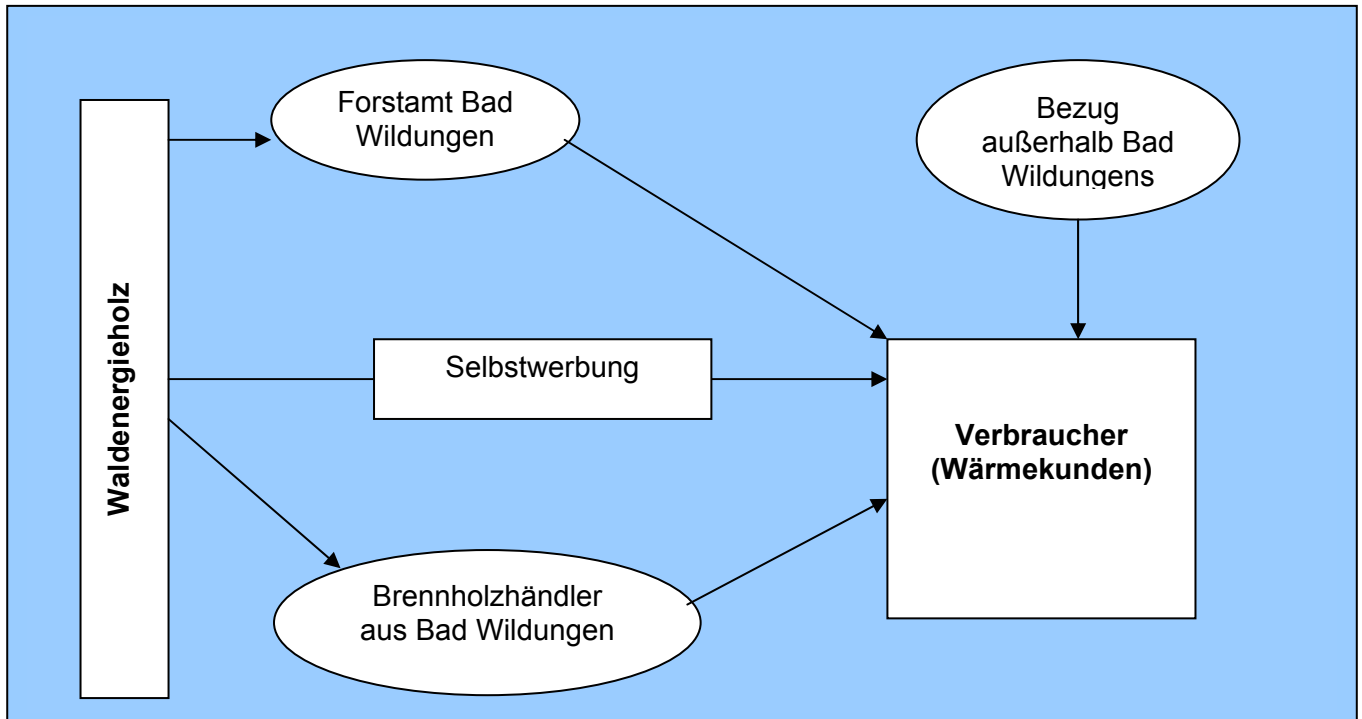 Forstamt Bad
Wildungen
Bezug
außerhalb Bad
Wildungens
Waldenergieholz
Selbstwerbung
Verbraucher
(Wärmekunden)
Brennholzhändler
aus Bad Wildungen